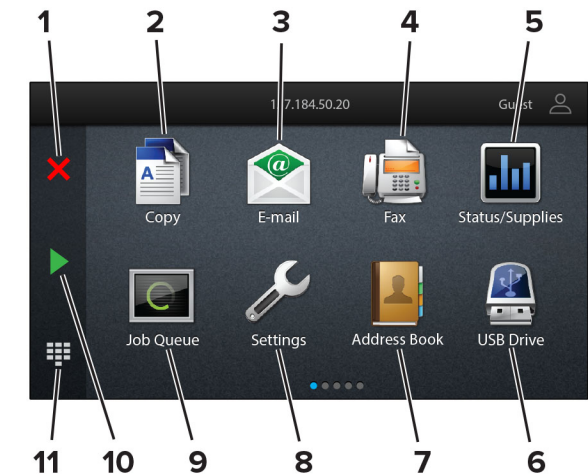 1 2 3 4 5
Guest
A @
Copy E-mail Fax Status/Supplies
Job Queue Settings Address Book USB Drive
11 10 9 8 7 6